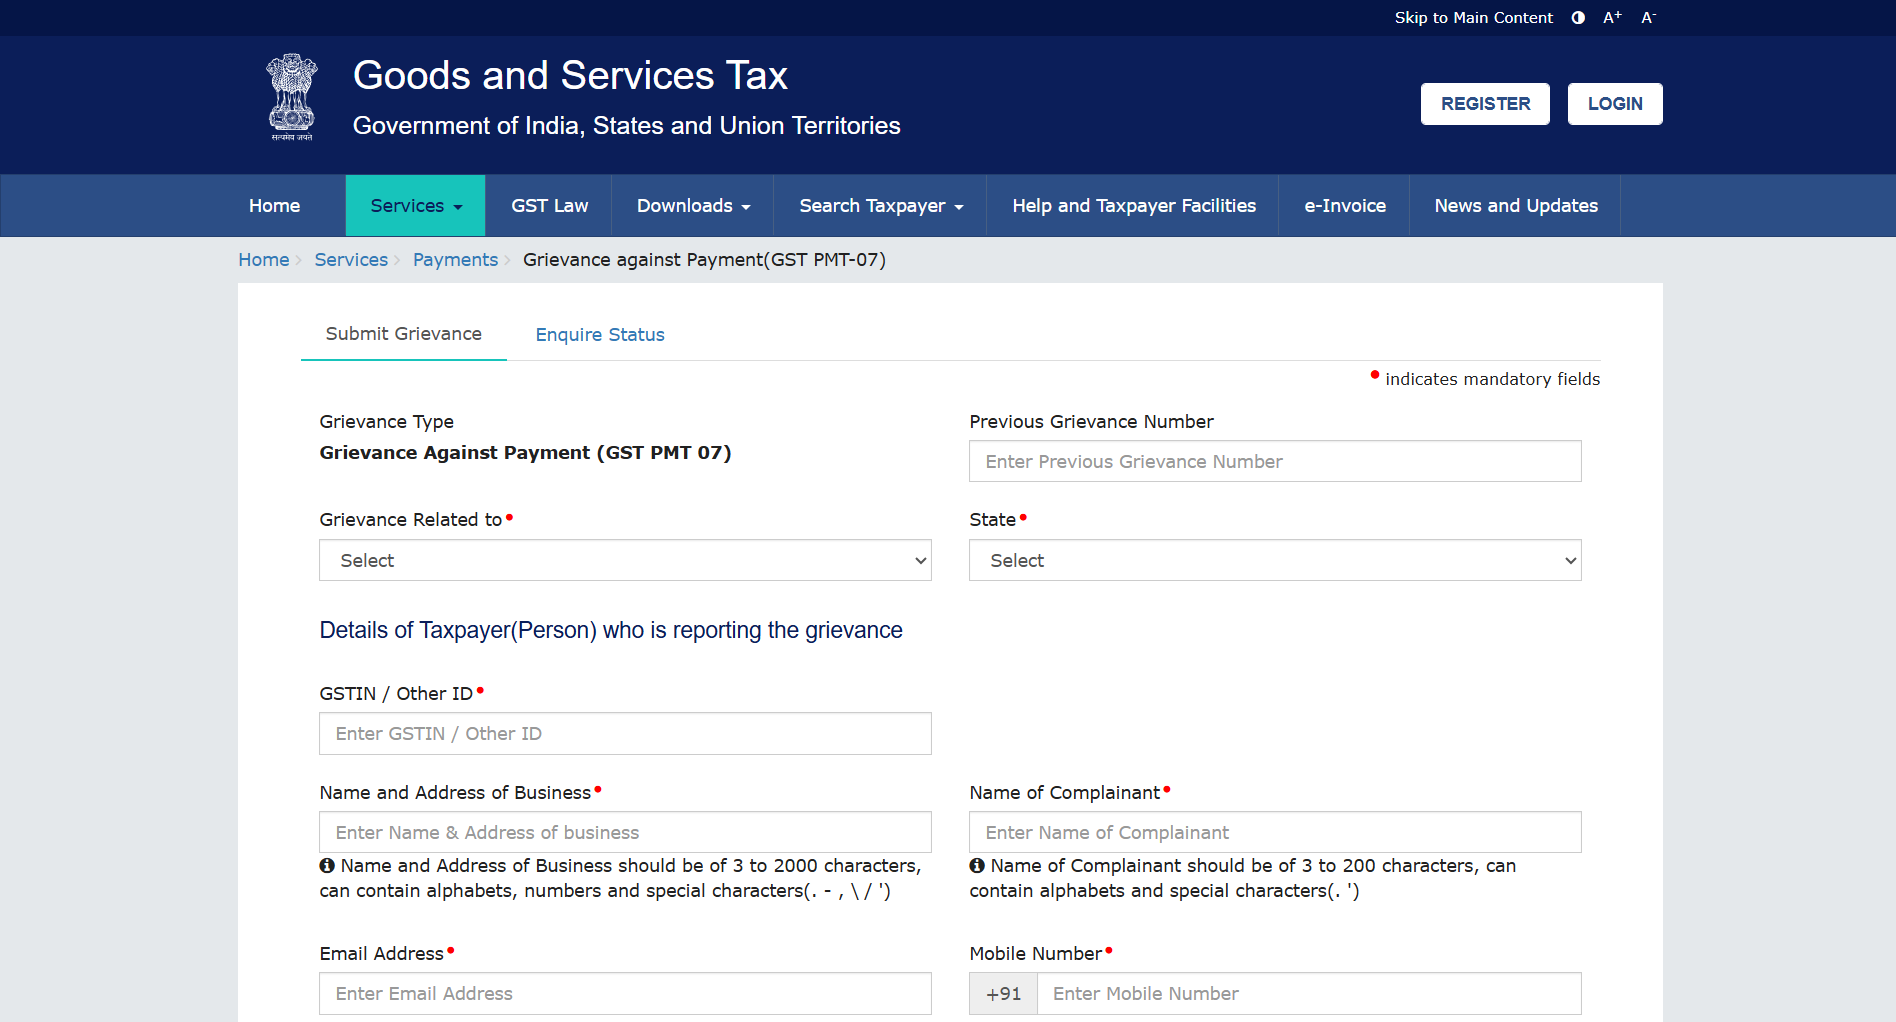 Skip to Main Content A+ A-
सत्यमेव जयते
Goods and Services Tax
Government of India, States and Union Territories
REGISTER LOGIN
Home Services GST Law Downloads Search Taxpayer Help and Taxpayer Facilities e-Invoice News and Updates
Home Services Payments Grievance against Payment(GST PMT-07)
Submit Grievance Enquire Status
• indicates mandatory fields
Grievance Type Previous Grievance Number
Grievance Against Payment (GST PMT 07)
Enter Previous Grievance Number
Grievance Related to• State•
Select Select
Details of Taxpayer(Person) who is reporting the grievance
GSTIN / Other ID•
Enter GSTIN / Other ID
Name and Address of Business• Name of Complainant•
Enter Name & Address of business Enter Name of Complainant
Name and Address of Business should be of 3 to 2000 characters, Name of Complainant should be of 3 to 200 characters, can
can contain alphabets, numbers and special characters(. - , \ / ') contain alphabets and special characters(. ')
Email Address• Mobile Number•
Enter Email Address +91 Enter Mobile Number